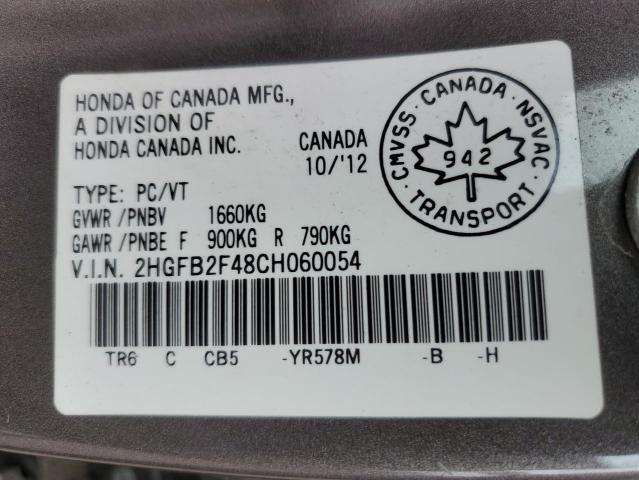 HONDA OF CANADA MFG.,
A DIVISION OF
HONDA CANADA INC.
CANADA
10/'12
CMVSS · CANADA · NSVAC
942
· TRANSPORT ·
TYPE: PC/VT
GVWR /PNBV 1660KG
GAWR /PNBE F 900KG R 790KG
V.I.N. 2HGFB2F48CH060054
TR6 C CB5 -YR578M -B -H